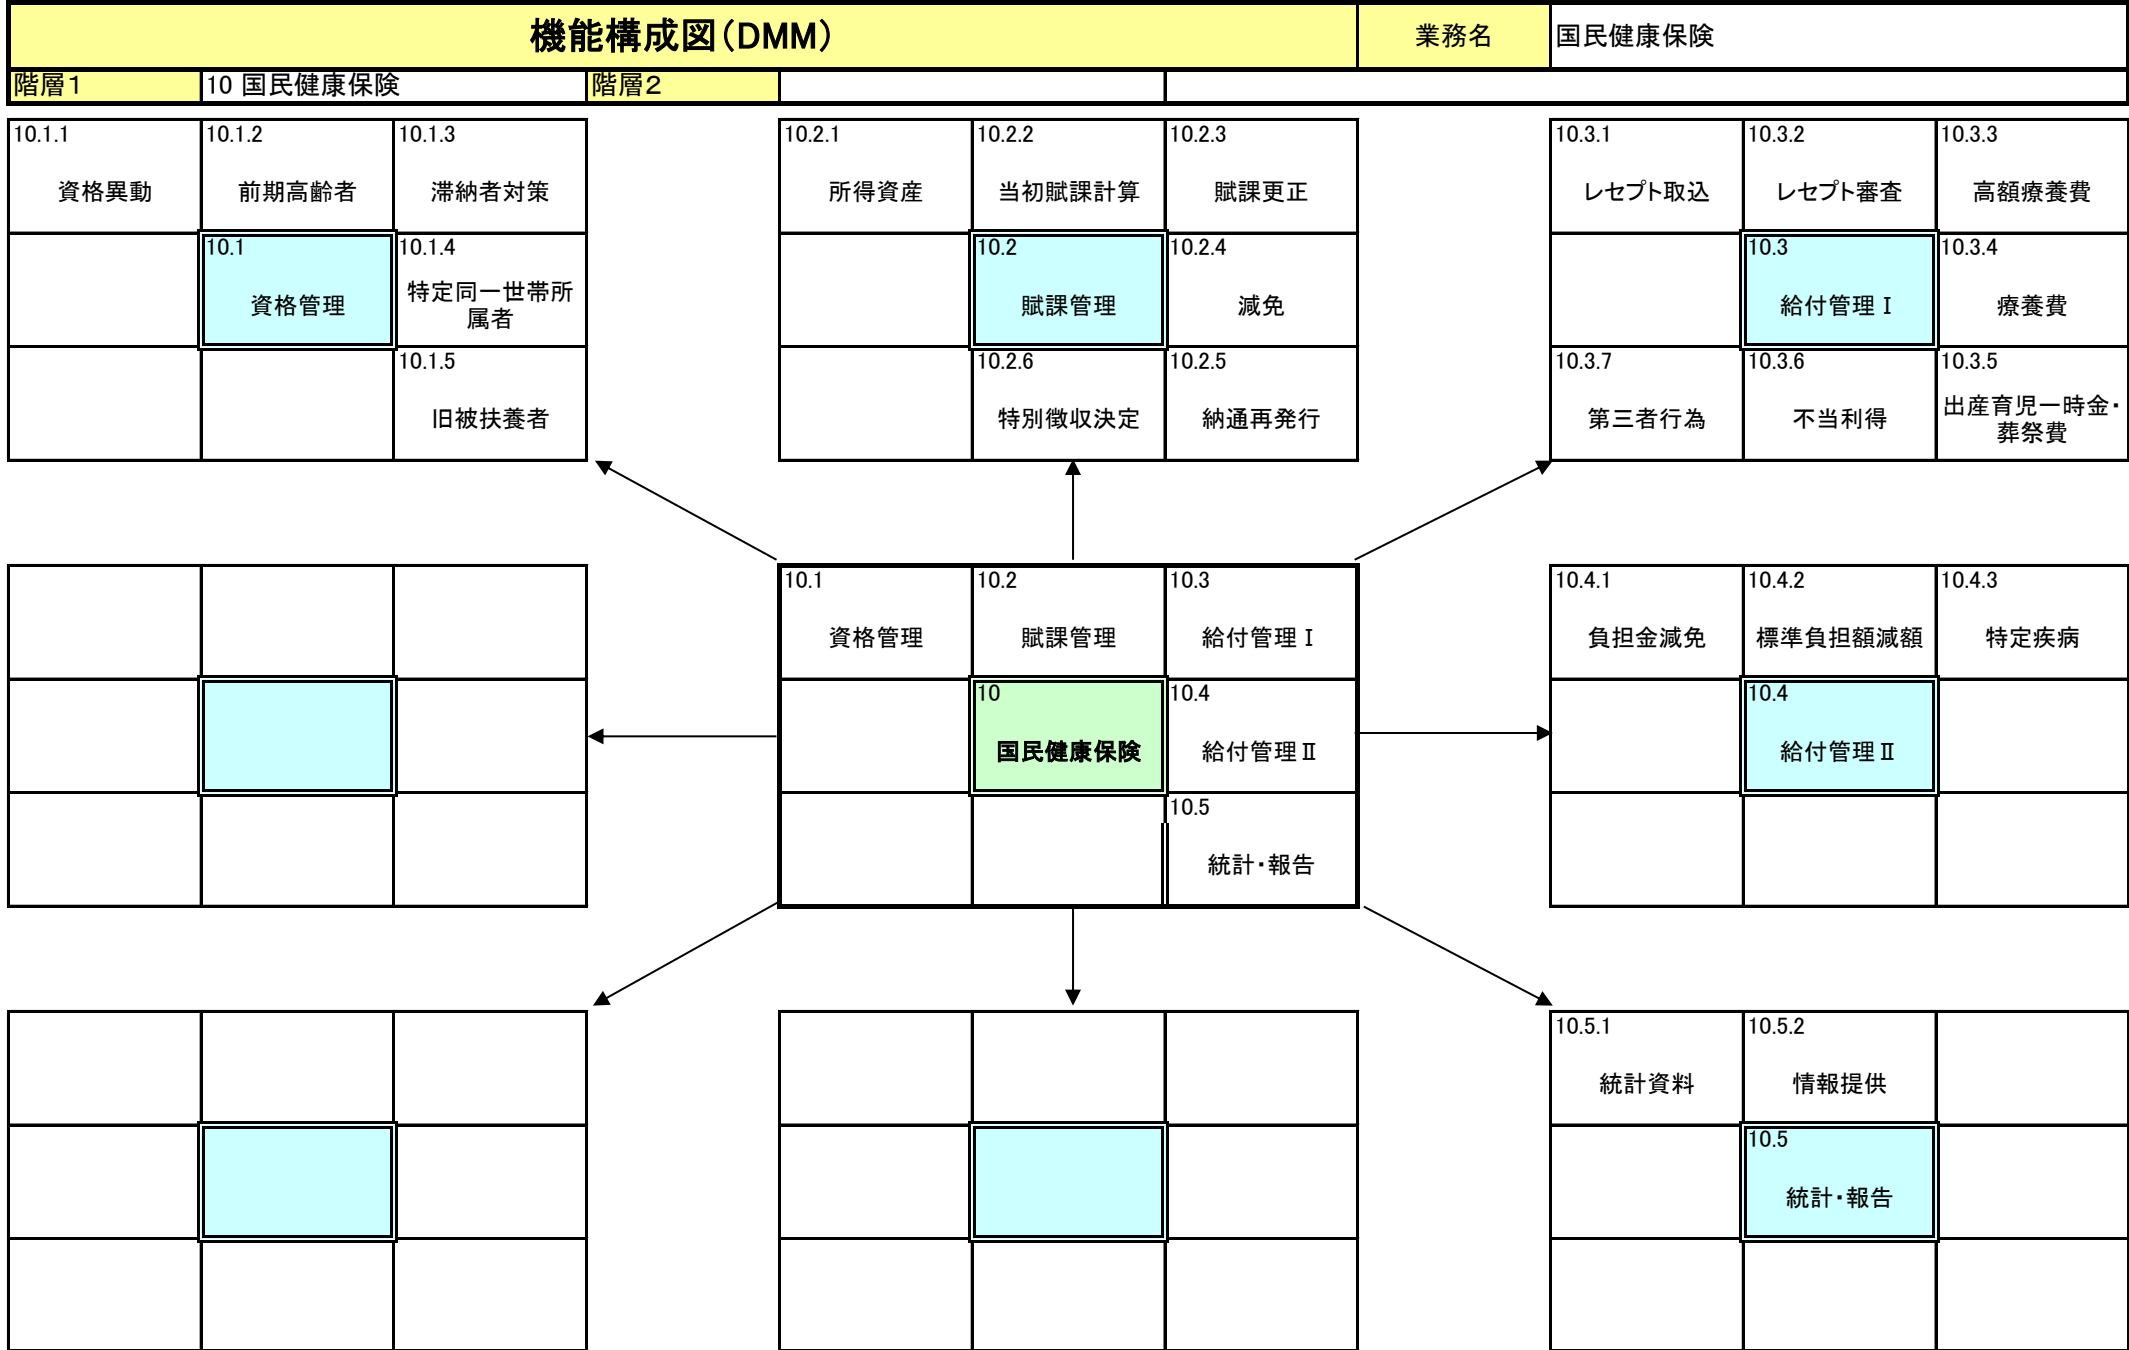 機能構成図（DMM）
業務名
国民健康保険
階層１
10 国民健康保険
階層２
10.1.1
資格異動
10.1.2
前期高齢者
10.1.3
滞納者対策
10.1
資格管理
10.1.4
特定同一世帯所
属者
10.1.5
旧被扶養者
10.2.1
所得資産
10.2.2
当初賦課計算
10.2.3
賦課更正
10.2
賦課管理
10.2.4
減免
10.2.6
特別徴収決定
10.2.5
納通再発行
10.3.1
レセプト取込
10.3.2
レセプト審査
10.3.3
高額療養費
10.3
給付管理Ⅰ
10.3.4
療養費
10.3.7
第三者行為
10.3.6
不当利得
10.3.5
出産育児一時金・
葬祭費
10.1
資格管理
10.2
賦課管理
10.3
給付管理Ⅰ
10
国民健康保険
10.4
給付管理Ⅱ
10.5
統計・報告
10.4.1
負担金減免
10.4.2
標準負担額減額
10.4.3
特定疾病
10.4
給付管理Ⅱ
10.5.1
統計資料
10.5.2
情報提供
10.5
統計・報告